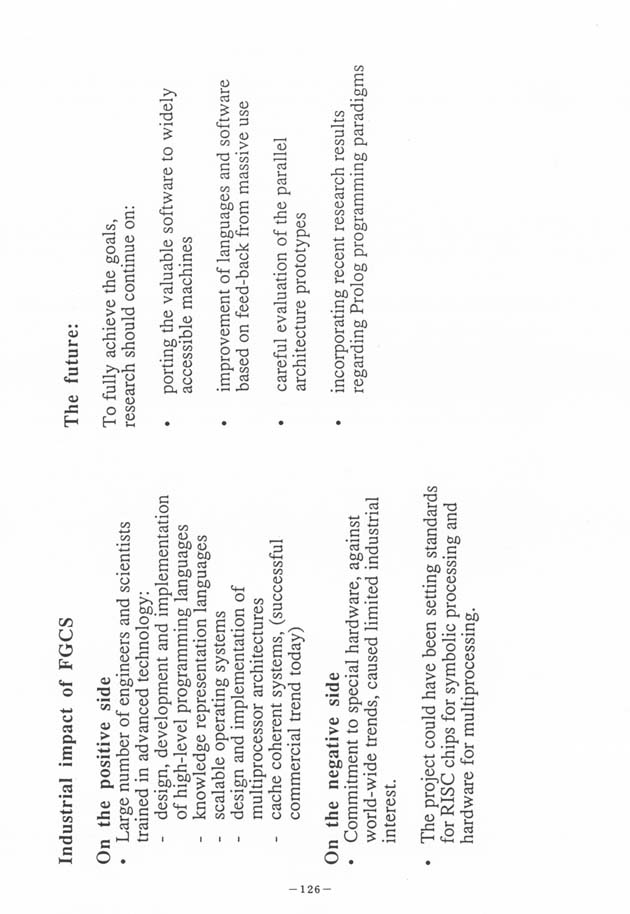 Industrial impact of FGCS
On the positive side
• Large number of engineers and scientists
trained in advanced technology:
- design, development and implementation
of high-level programming languages
- knowledge representation languages
- scalable operating systems
- design and implementation of
multiprocessor architectures
- cache coherent systems, (successful
commercial trend today)
On the negative side
• Commitment to special hardware, against
world-wide trends, caused limited industrial
interest.
• The project could have been setting standards
for RISC chips for symbolic processing and
hardware for multiprocessing.
The future:
To fully achieve the goals,
research should continue on:
• porting the valuable software to widely
accessible machines
• improvement of languages and software
based on feed-back from massive use
• careful evaluation of the parallel
architecture prototypes
• incorporating recent research results
regarding Prolog programming paradigms
—126—